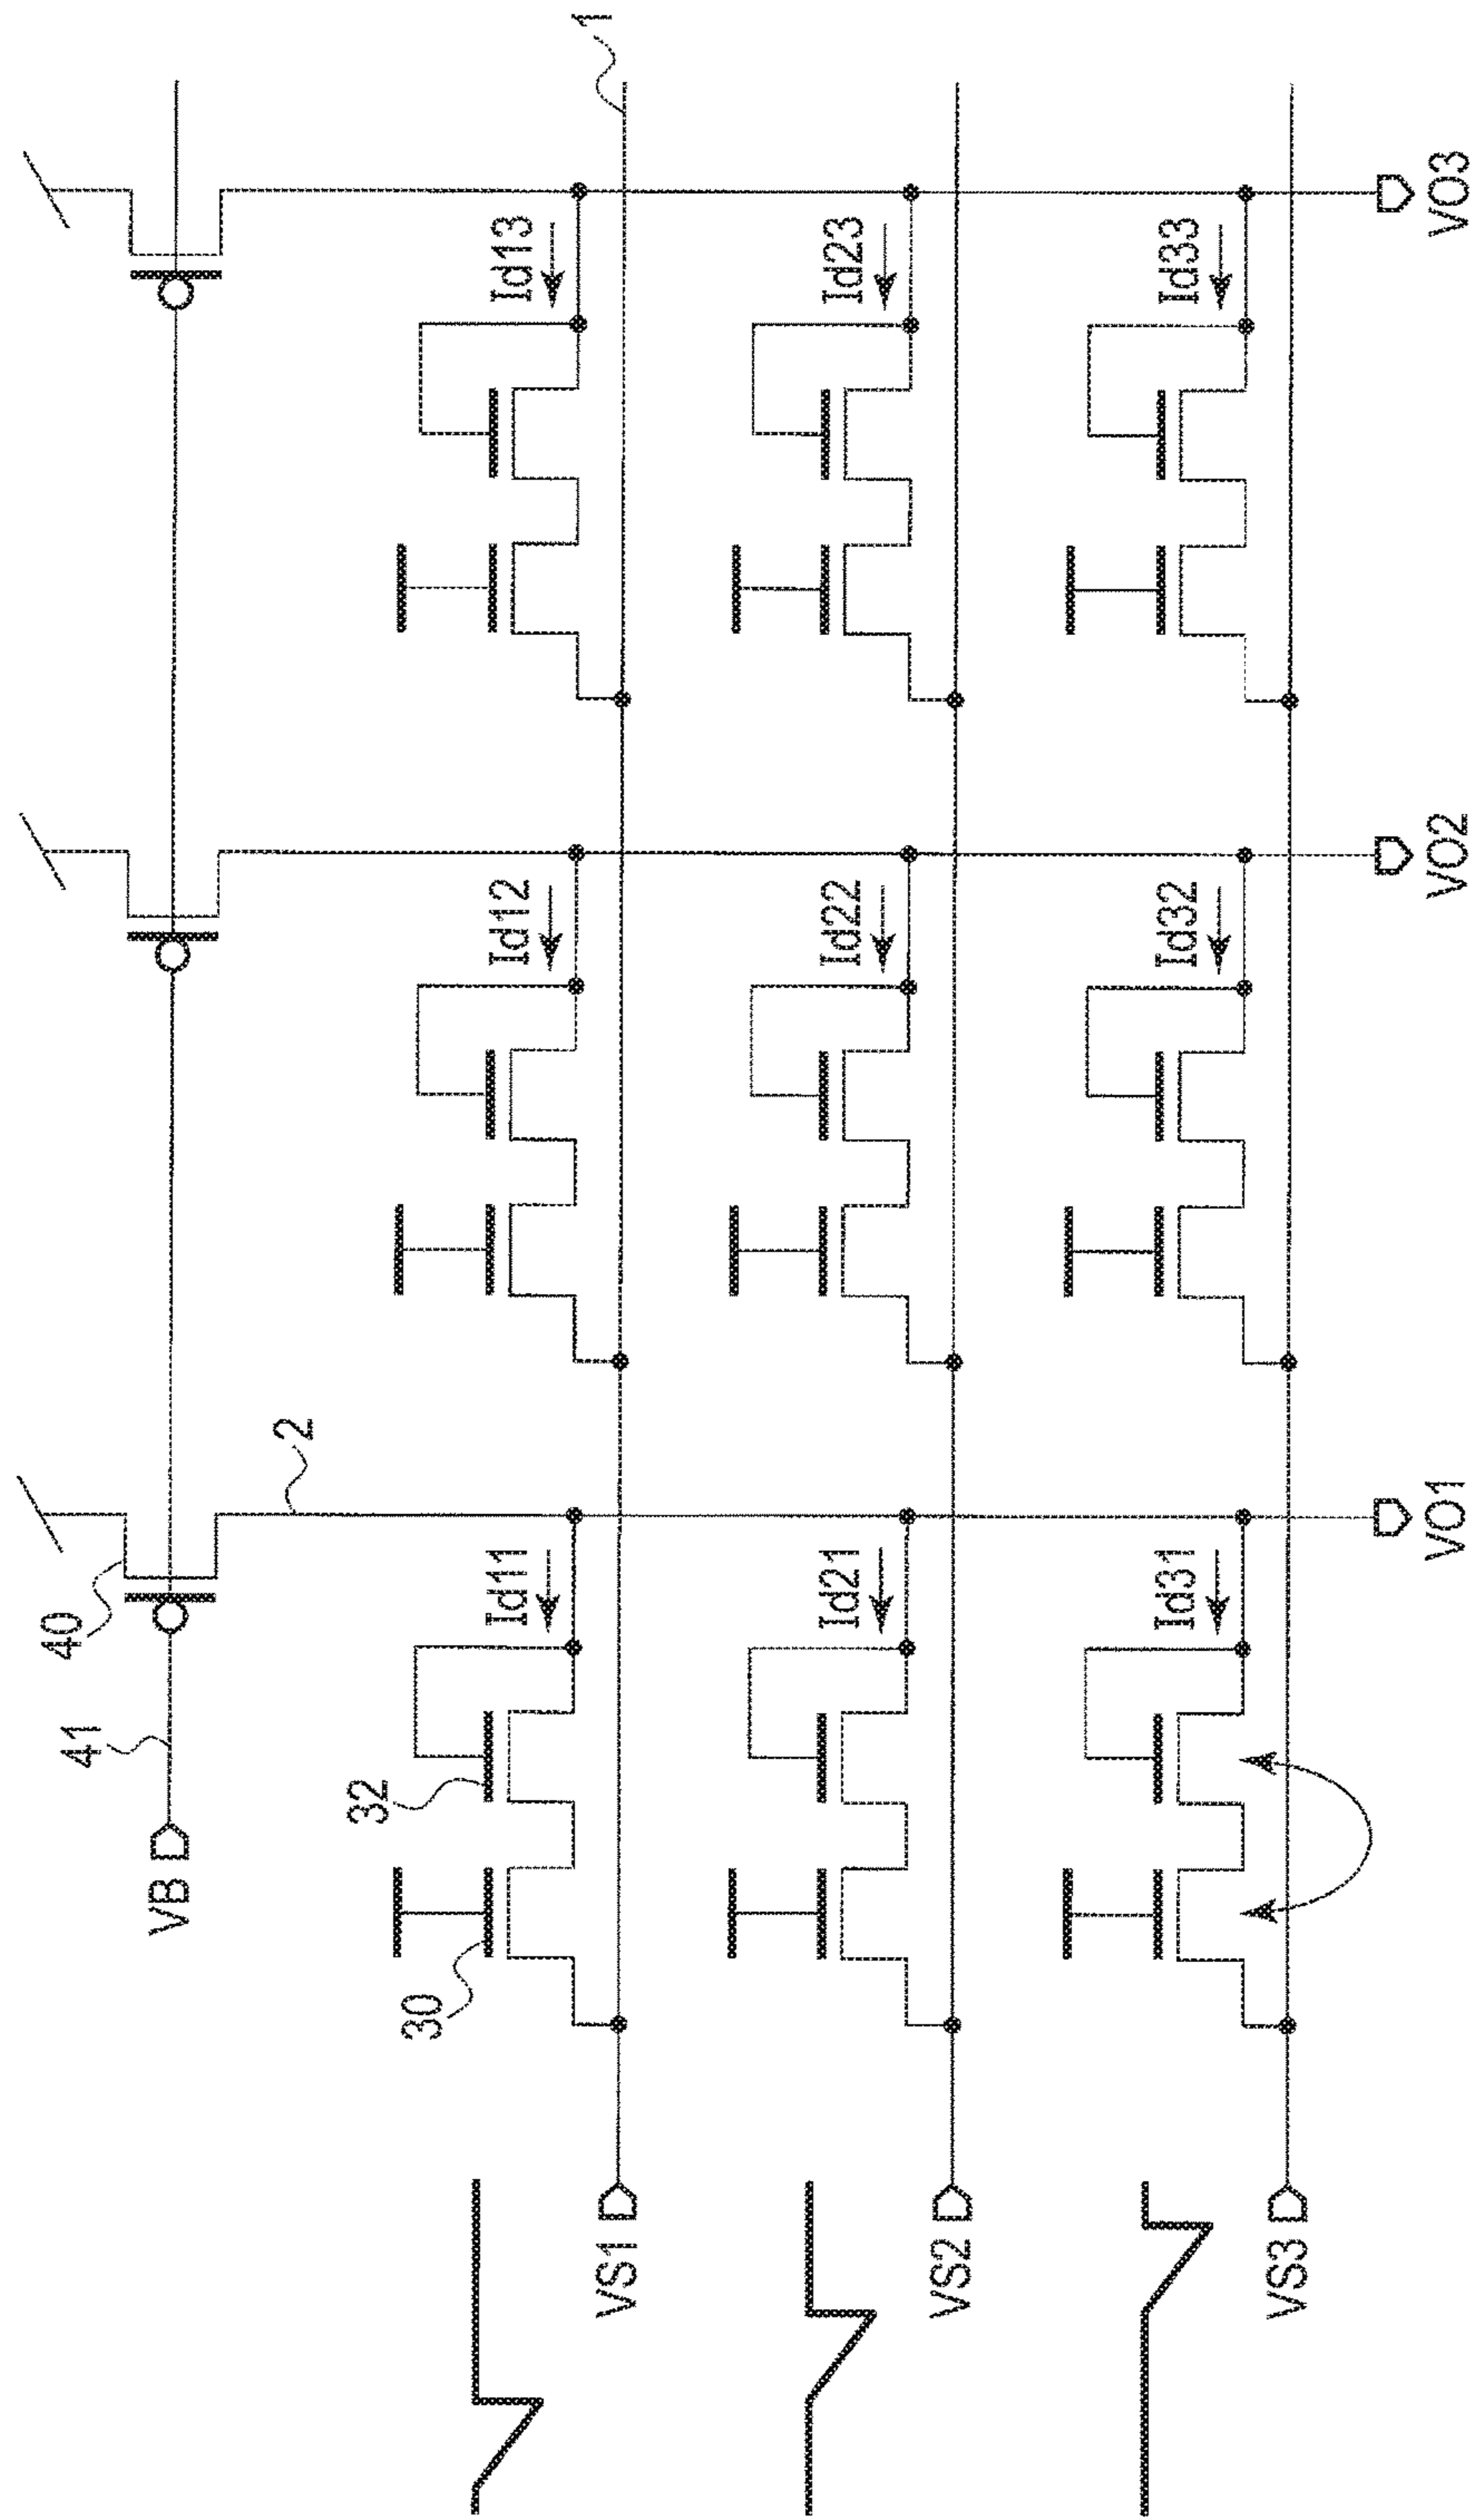 VB
41
40
2
1
32
30
Id11
Id12
Id13
VS1
Id21
Id22
Id23
VS2
Id31
Id32
Id33
VS3
VO1
VO2
VO3